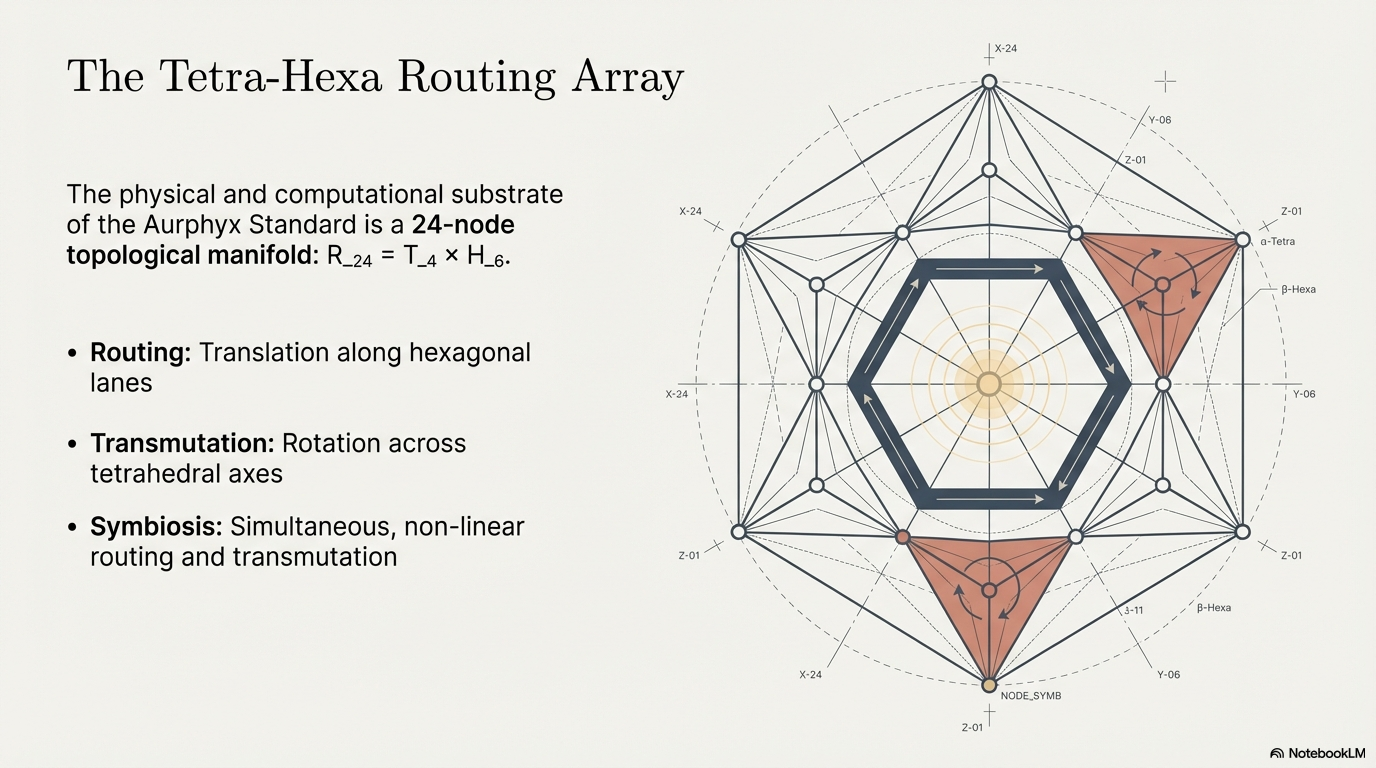 The Tetra-Hexa Routing Array
The physical and computational substrate
of the Aurphyx Standard is a 24-node
topological manifold: R_₂₄ = T_₄ × H_₆.
• Routing: Translation along hexagonal
lanes
• Transmutation: Rotation across
tetrahedral axes
• Symbiosis: Simultaneous, non-linear
routing and transmutation
X-24
Y-06
Z-01
X-24
Z-01
α-Tetra
β-Hexa
X-24
Y-06
Z-01
Z-01
β-Hexa
X-24
Y-06
NODE_SYMB
Z-01
NotebookLM